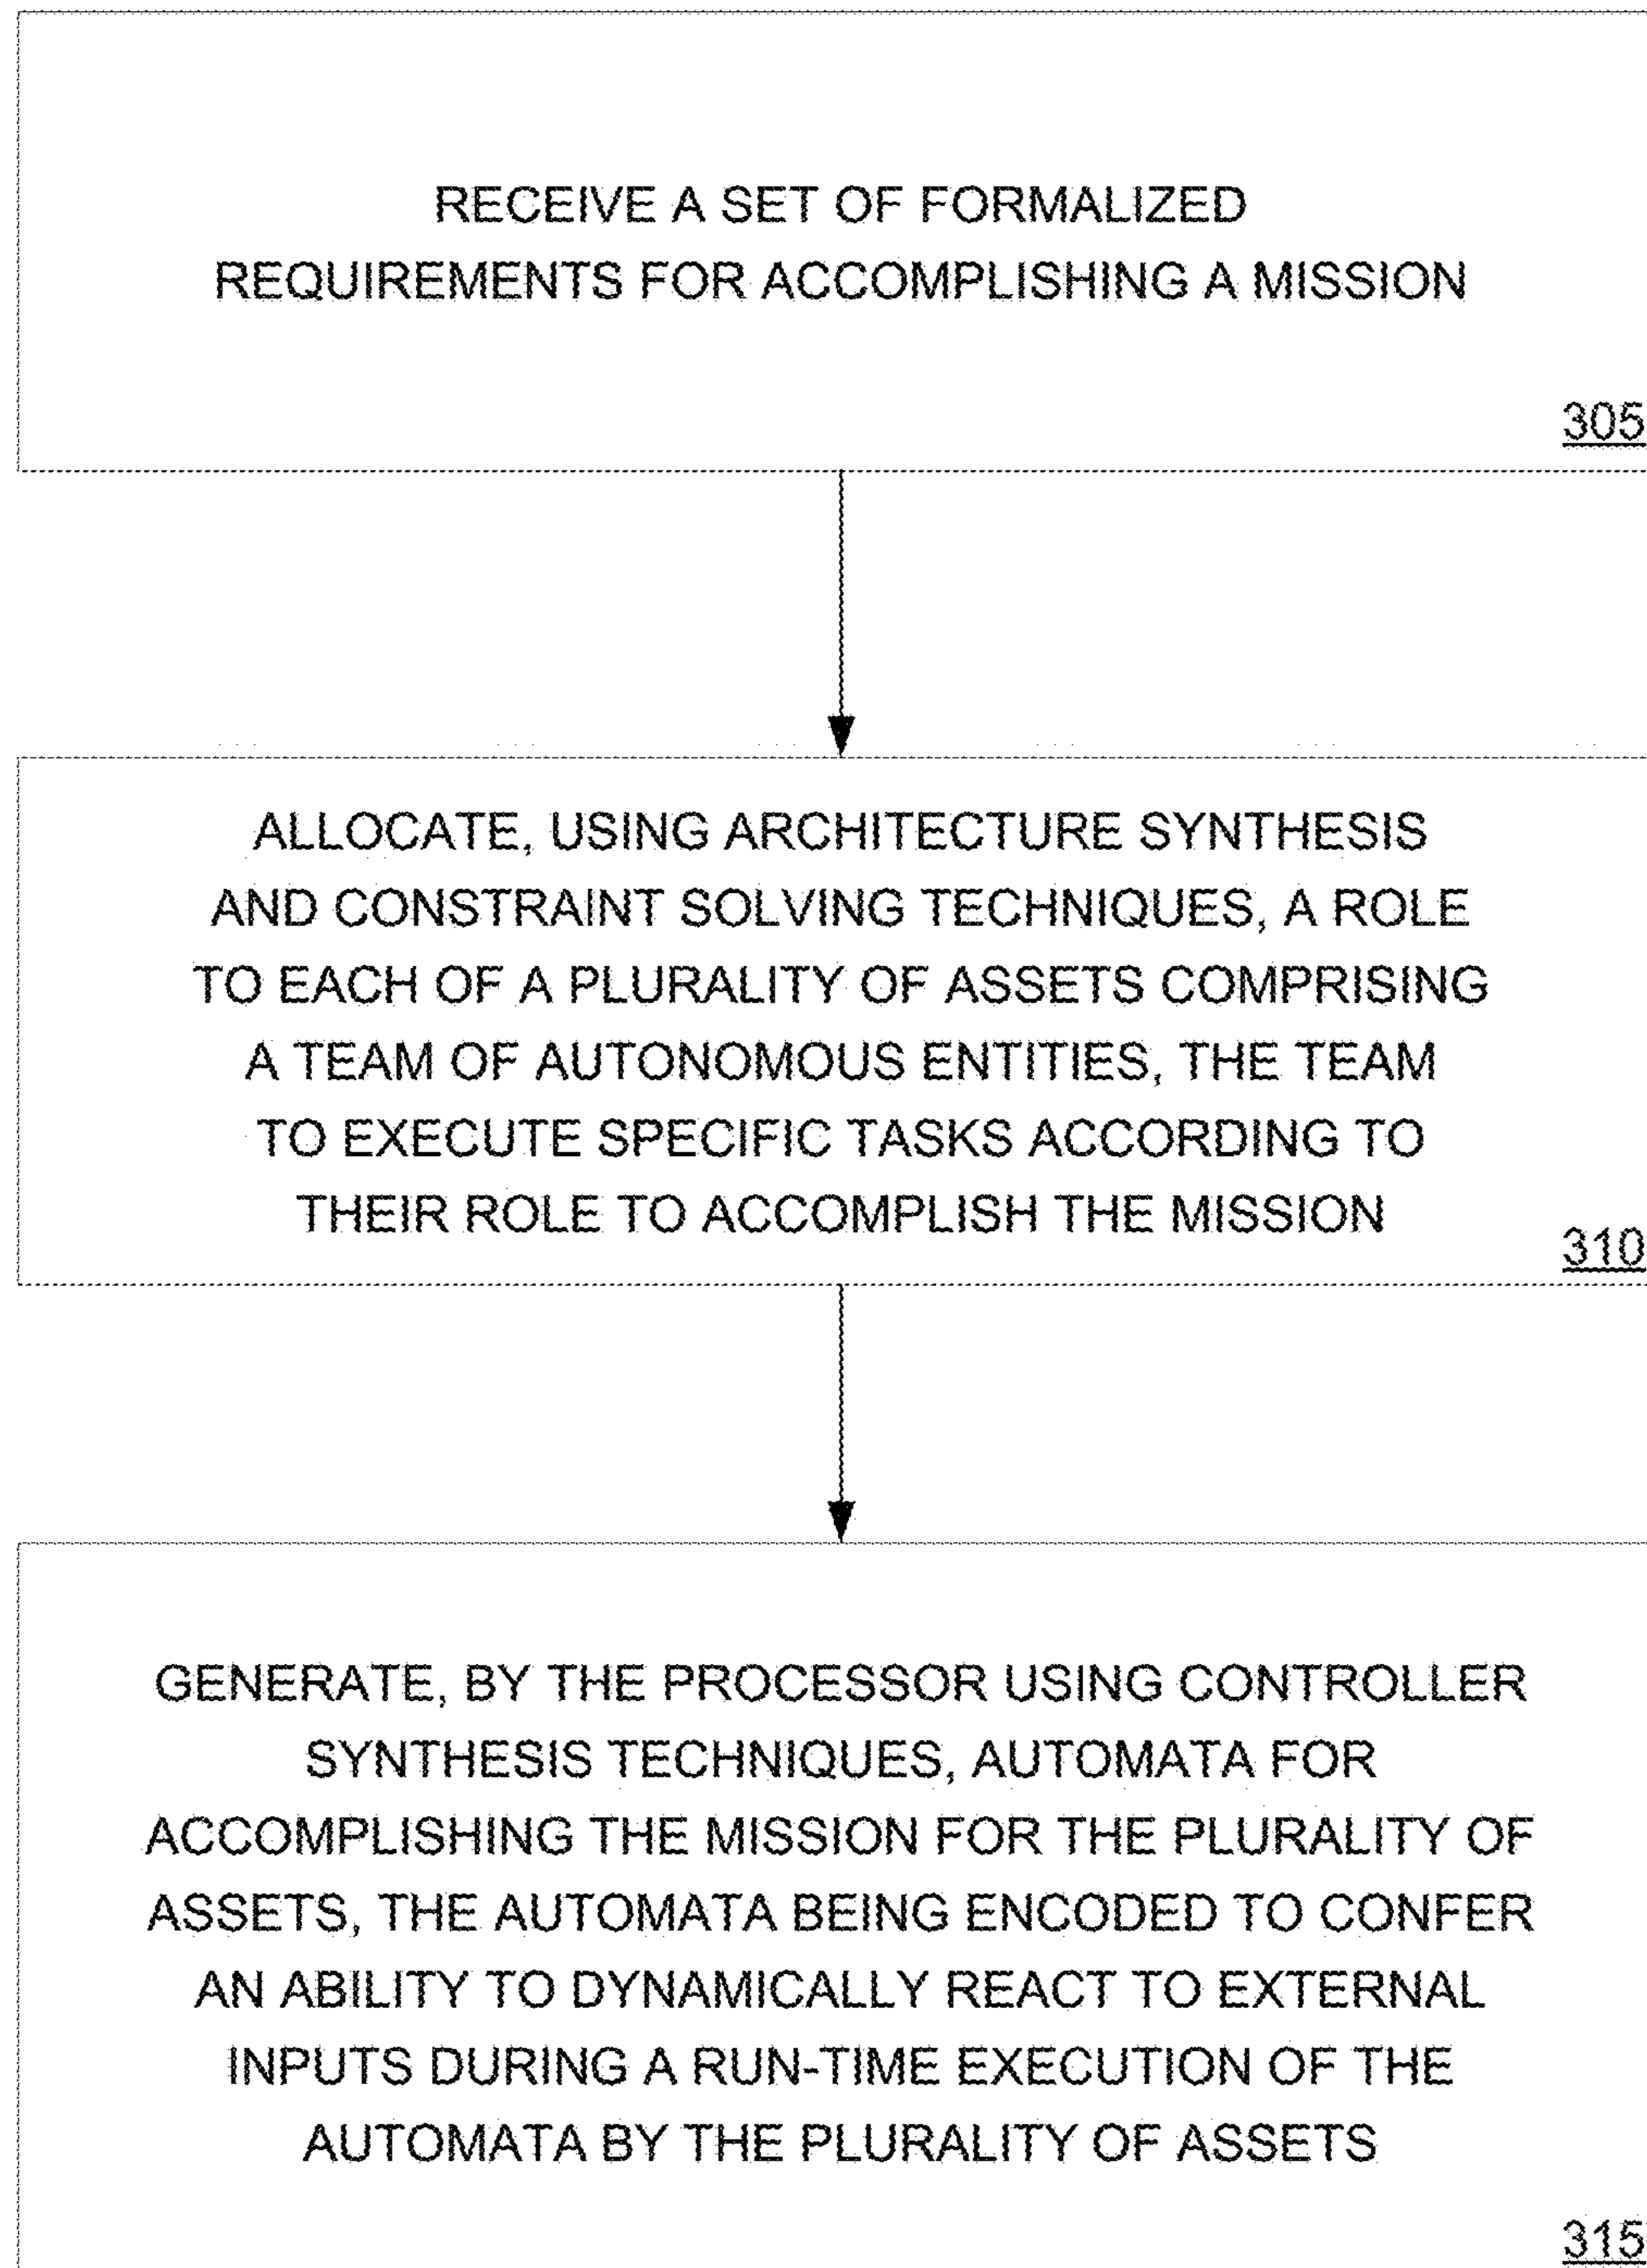 RECEIVE A SET OF FORMALIZED
REQUIREMENTS FOR ACCOMPLISHING A MISSION
305
ALLOCATE, USING ARCHITECTURE SYNTHESIS
AND CONSTRAINT SOLVING TECHNIQUES, A ROLE
TO EACH OF A PLURALITY OF ASSETS COMPRISING
A TEAM OF AUTONOMOUS ENTITIES, THE TEAM
TO EXECUTE SPECIFIC TASKS ACCORDING TO
THEIR ROLE TO ACCOMPLISH THE MISSION
310
GENERATE, BY THE PROCESSOR USING CONTROLLER
SYNTHESIS TECHNIQUES, AUTOMATA FOR
ACCOMPLISHING THE MISSION FOR THE PLURALITY OF
ASSETS, THE AUTOMATA BEING ENCODED TO CONFER
AN ABILITY TO DYNAMICALLY REACT TO EXTERNAL
INPUTS DURING A RUN-TIME EXECUTION OF THE
AUTOMATA BY THE PLURALITY OF ASSETS
315